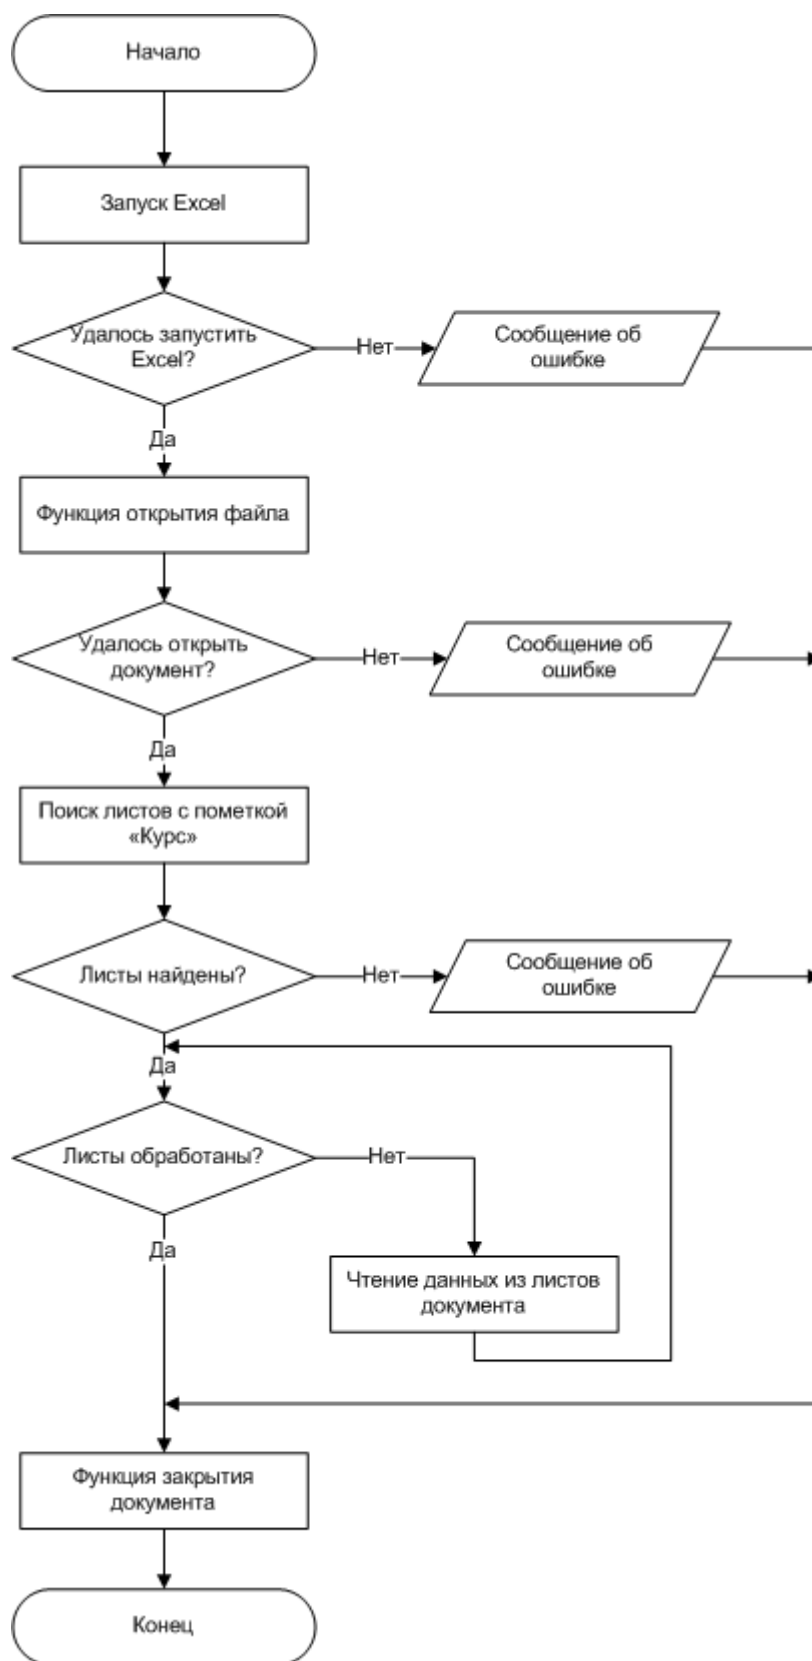 Начало
Запуск Excel
Удалось запустить
Excel?
Нет
Сообщение об
ошибке
Да
Функция открытия файла
Удалось открыть
документ?
Нет
Сообщение об
ошибке
Да
Поиск листов с пометкой
«Курс»
Листы найдены?
Нет
Сообщение об
ошибке
Да
Листы обработаны?
Нет
Да
Чтение данных из листов
документа
Функция закрытия
документа
Конец